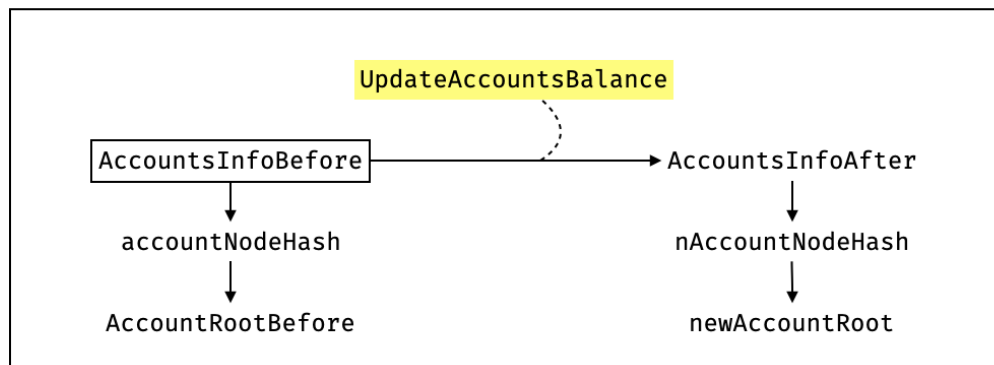 UpdateAccountsBalance
AccountsInfoBefore
AccountsInfoAfter
accountNodeHash
nAccountNodeHash
AccountRootBefore
newAccountRoot